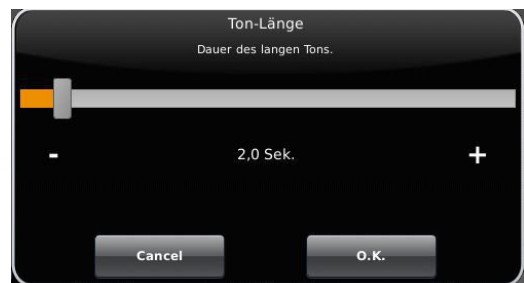 Ton-Länge
Dauer des langen Tons.
- 2,0 Sek. +
Cancel O.K.